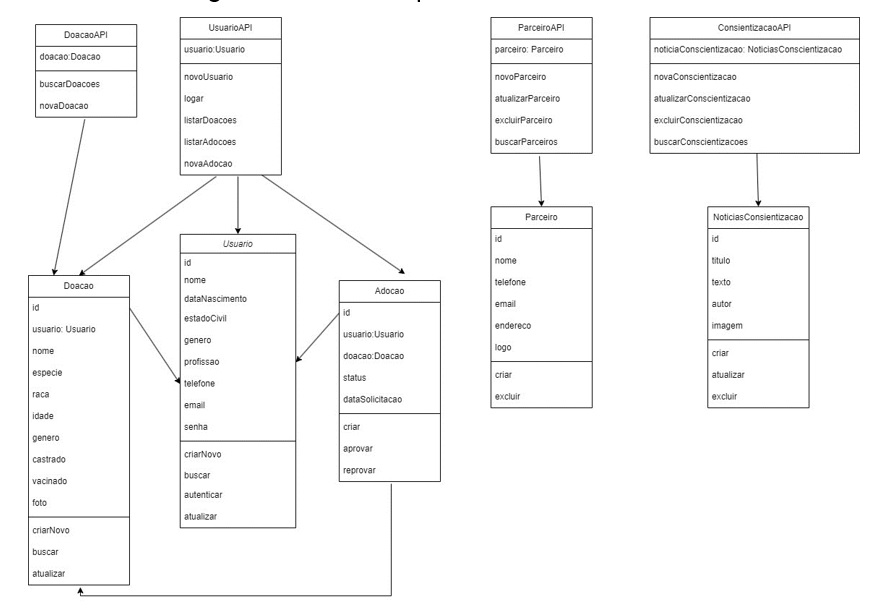 DoacaoAPI
doacao:Doacao
buscarDoacoes
novaDoacao
UsuarioAPI
usuario:Usuario
novoUsuario
logar
listarDoacoes
listarAdocoes
novaAdocao
ParceiroAPI
parceiro: Parceiro
novoParceiro
atualizarParceiro
excluirParceiro
buscarParceiros
ConsientizacaoAPI
noticiaConscientizacao: NoticiasConscientizacao
novaConscientizacao
atualizarConscientizacao
excluirConscientizacao
buscarConscientizacoes
Doacao
id
usuario: Usuario
nome
especie
raca
idade
genero
castrado
vacinado
foto
criarNovo
buscar
atualizar
Usuario
id
nome
dataNascimento
estadoCivil
genero
profissao
telefone
email
senha
criarNovo
buscar
autenticar
atualizar
Adocao
id
usuario:Usuario
doacao:Doacao
status
dataSolicitacao
criar
aprovar
reprovar
Parceiro
id
nome
telefone
email
endereco
logo
criar
excluir
NoticiasConsientizacao
id
titulo
texto
autor
imagem
criar
atualizar
excluir